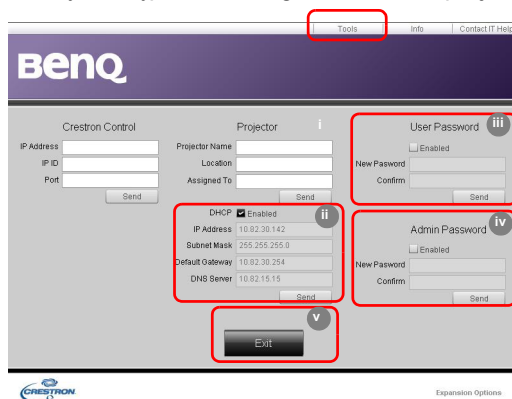 Tools Info Contact IT Help
BenQ
Crestron Control
IP Address
IP ID
Port
Send
Projector
i
Projector Name
Location
Assigned To
Send
ii
DHCP Enabled
IP Address 10.82.30.142
Subnet Mask 255.255.255.0
Default Gateway 10.82.30.254
DNS Server 10.82.15.15
Send
User Password
iii
Enabled
New Pasword
Confirm
Send
Admin Password
iv
Enabled
New Pasword
Confirm
Send
v
Exit
CRESTRON
Expansion Options